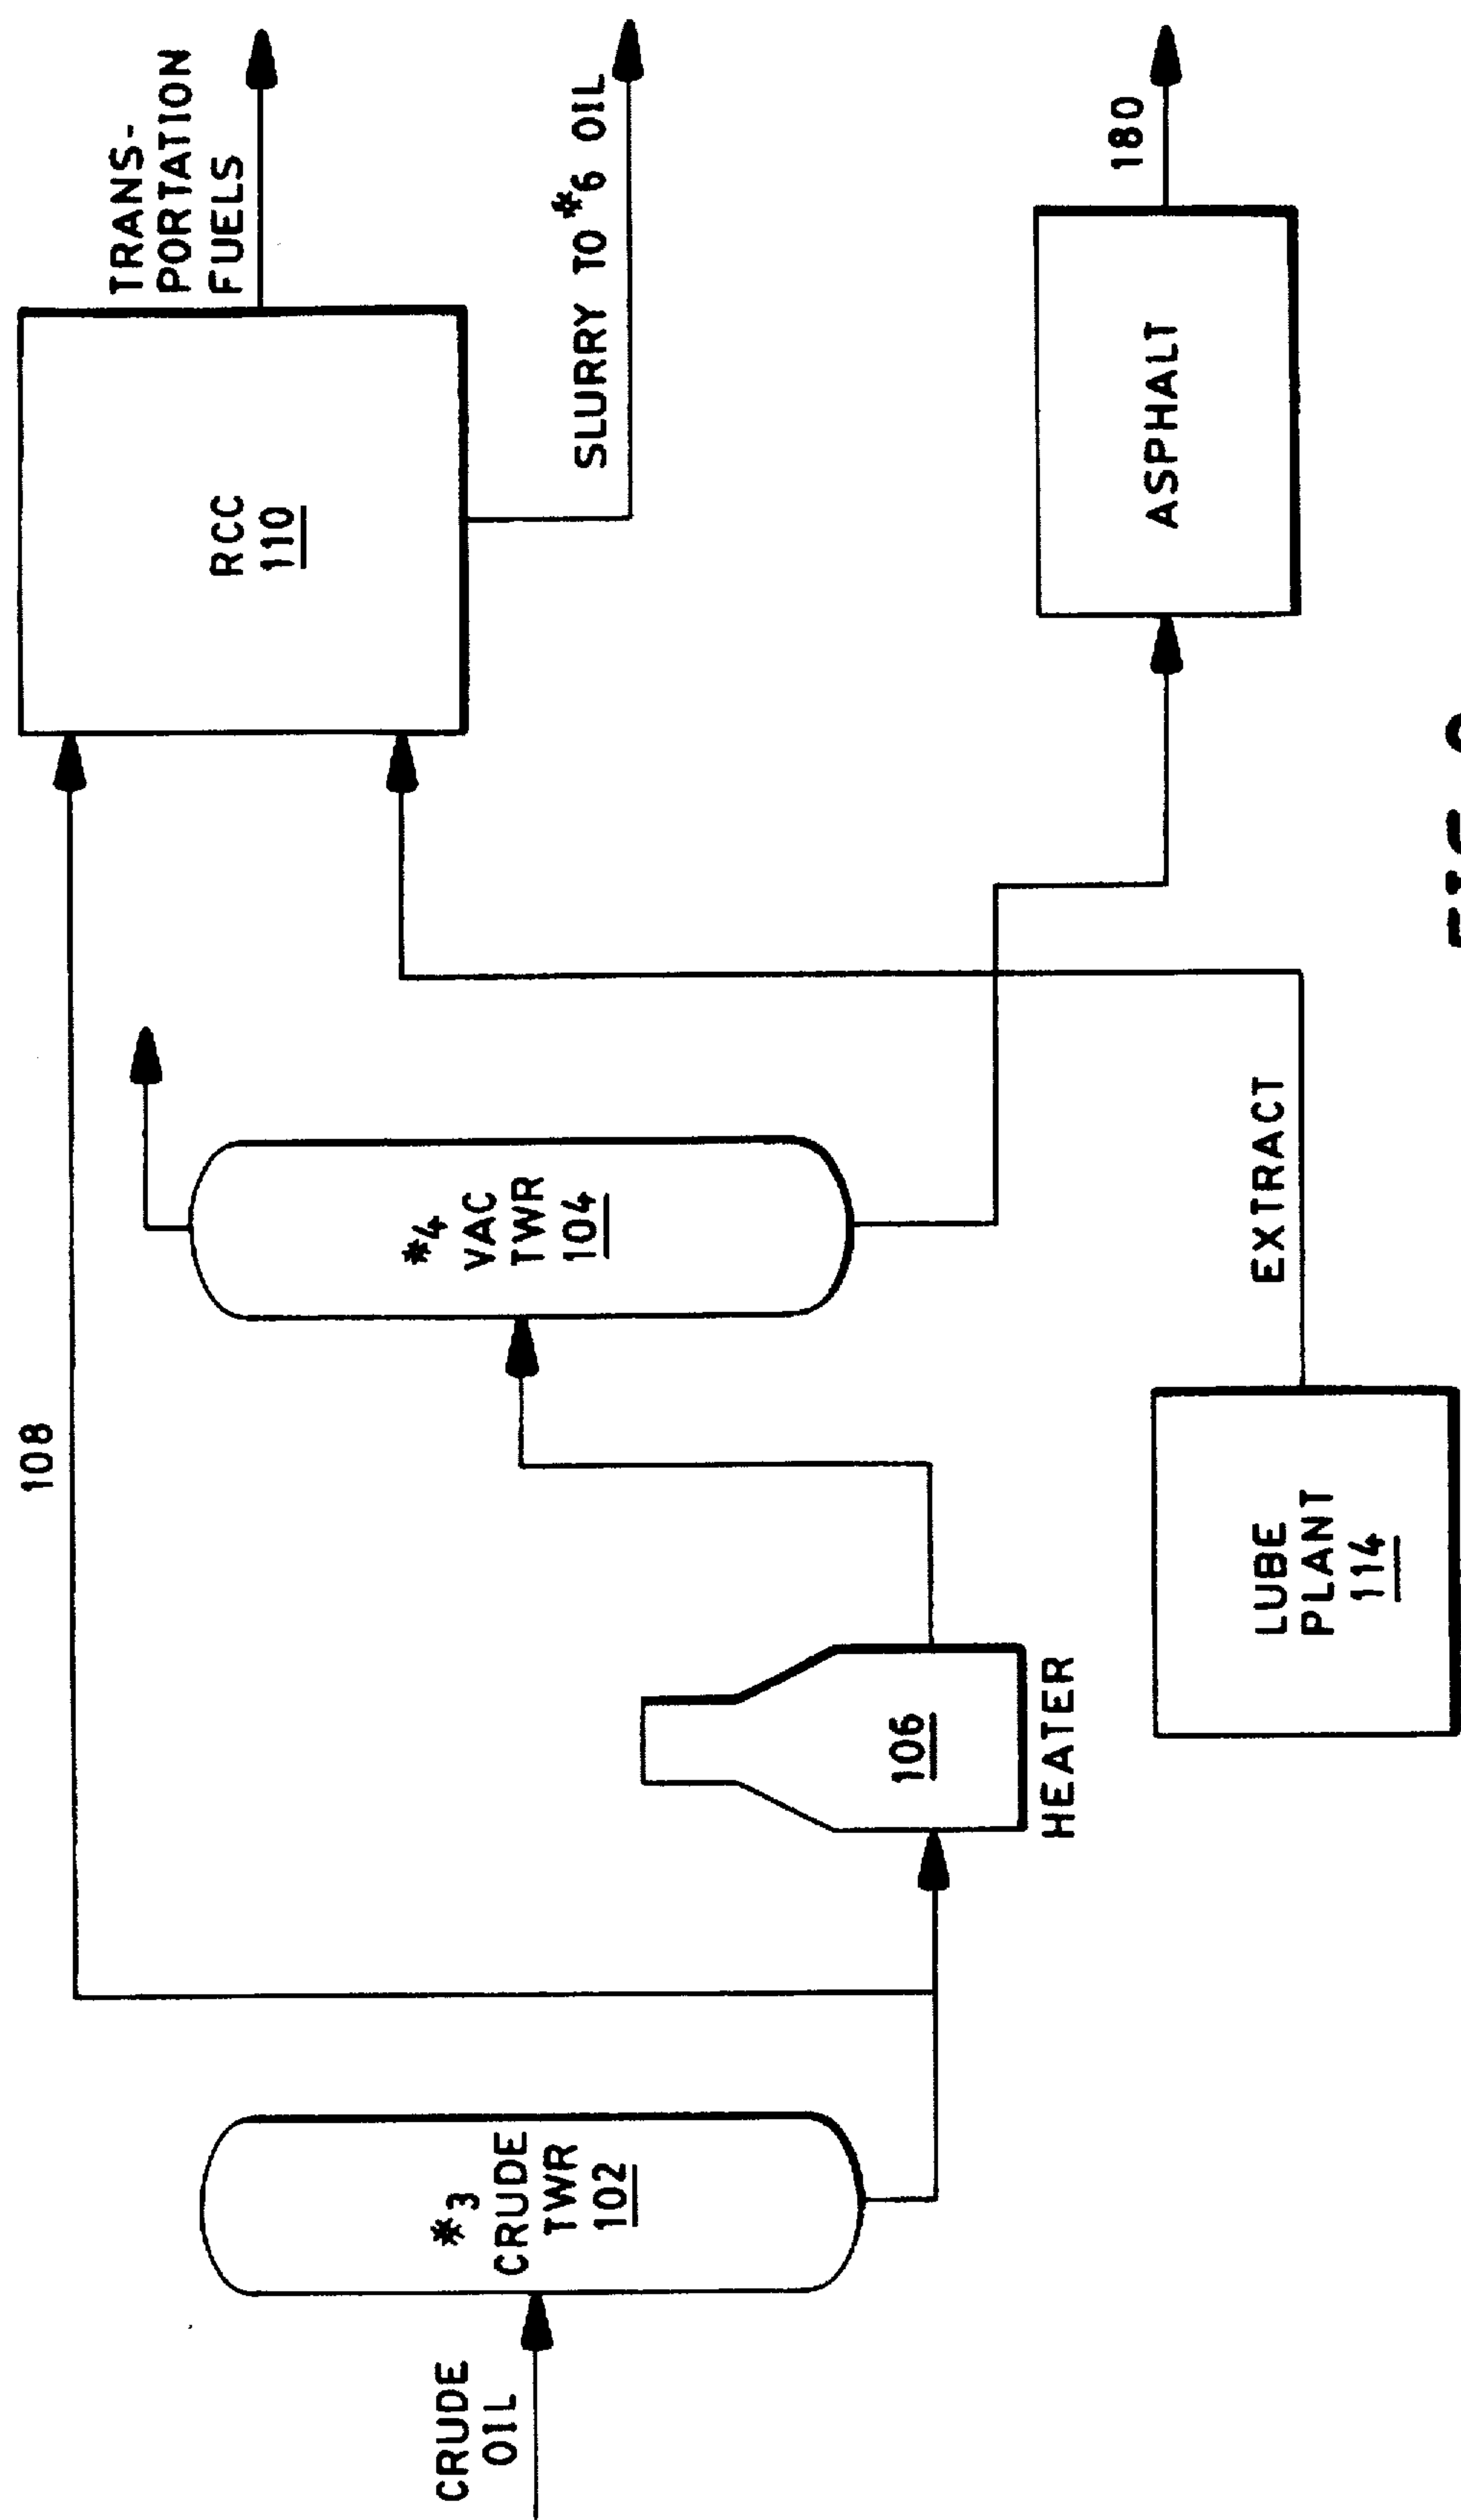 108
TRANS-
PORTATION
FUELS
RCC
110
SLURRY TO #6 OIL
CRUDE
OIL
#3
CRUDE
TWR
102
#4
VAC
TWR
104
106
HEATER
LUBE
PLANT
114
EXTRACT
ASPHALT
180